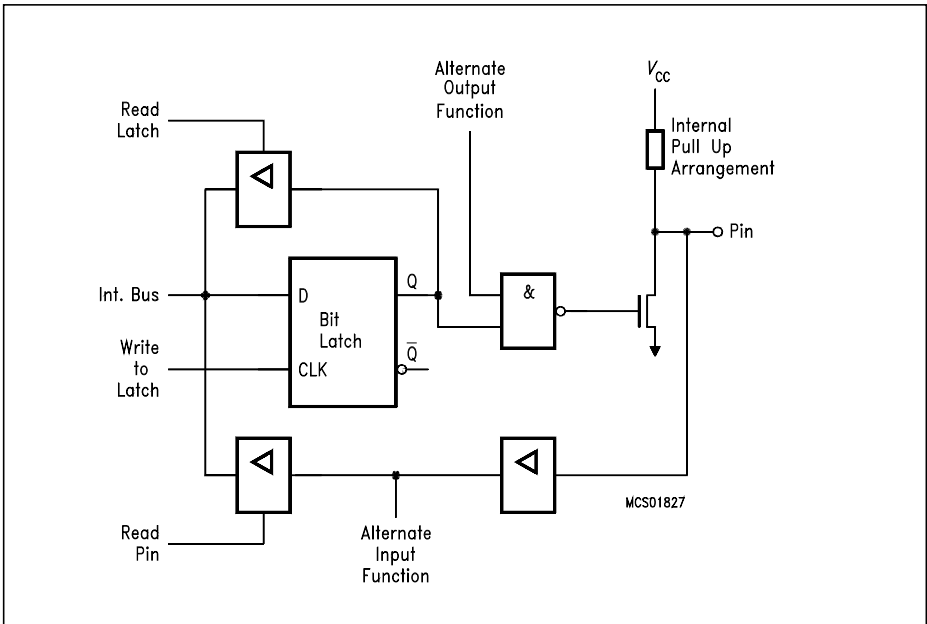 Alternate
Output
Function
VCC
Read
Latch
Internal
Pull Up
Arrangement
Pin
Int. Bus
D
Q
&
Bit
Latch
Write
to
Latch
CLK
Q̅
Read
Pin
Alternate
Input
Function
MCS01827